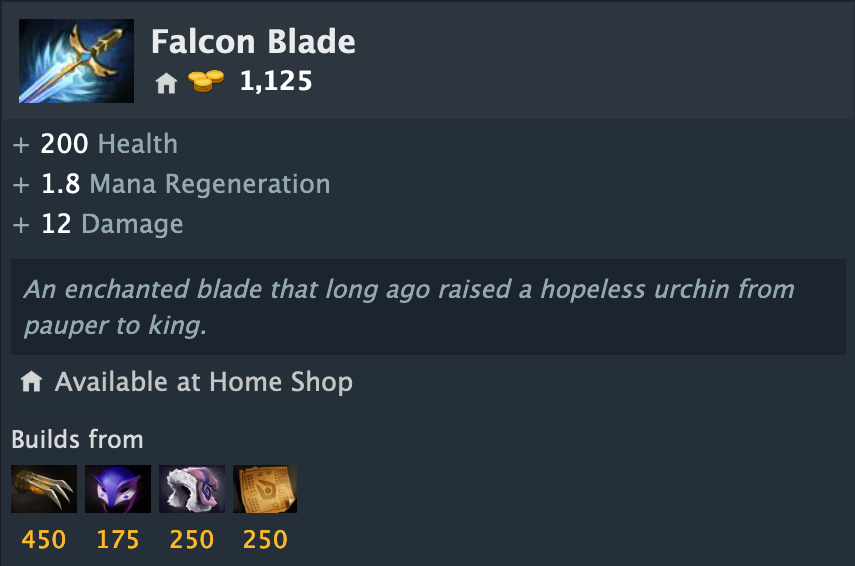 Falcon Blade
1,125
+ 200 Health
+ 1.8 Mana Regeneration
+ 12 Damage
An enchanted blade that long ago raised a hopeless urchin from
pauper to king.
Available at Home Shop
Builds from
450 175 250 250